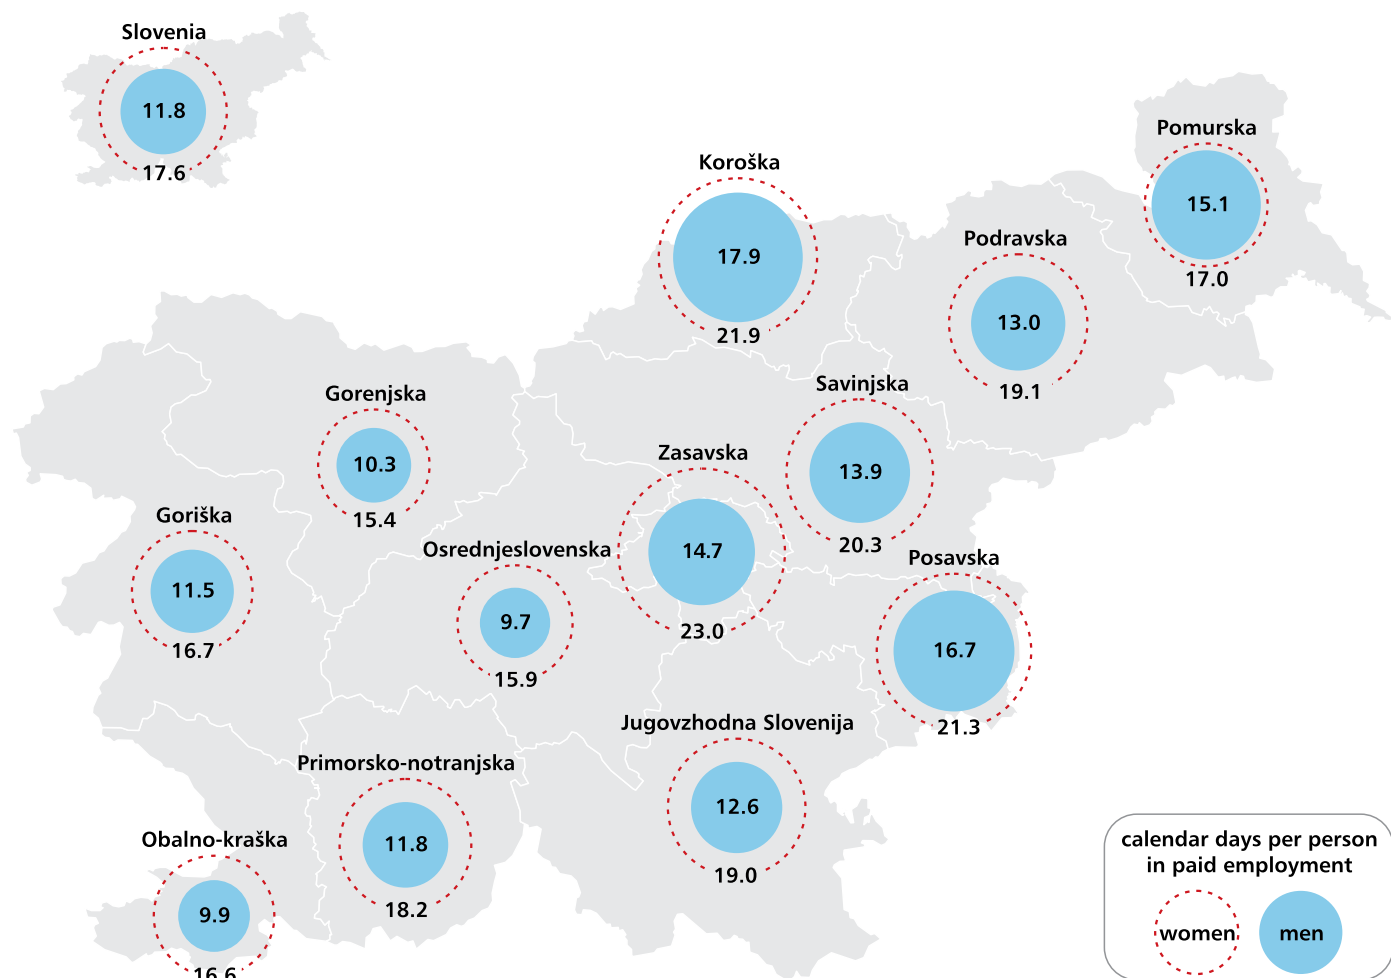 Slovenia
11.8
17.6
Pomurska
15.1
17.0
Koroška
17.9
21.9
Podravska
13.0
19.1
Savinjska
13.9
20.3
Gorenjska
10.3
15.4
Zasavska
14.7
23.0
Goriška
11.5
16.7
Osrednjeslovenska
9.7
15.9
Posavska
16.7
21.3
Jugovzhodna Slovenija
12.6
19.0
Primorsko-notranjska
11.8
18.2
Obalno-kraška
9.9
16.6
calendar days per person
in paid employment
women
men